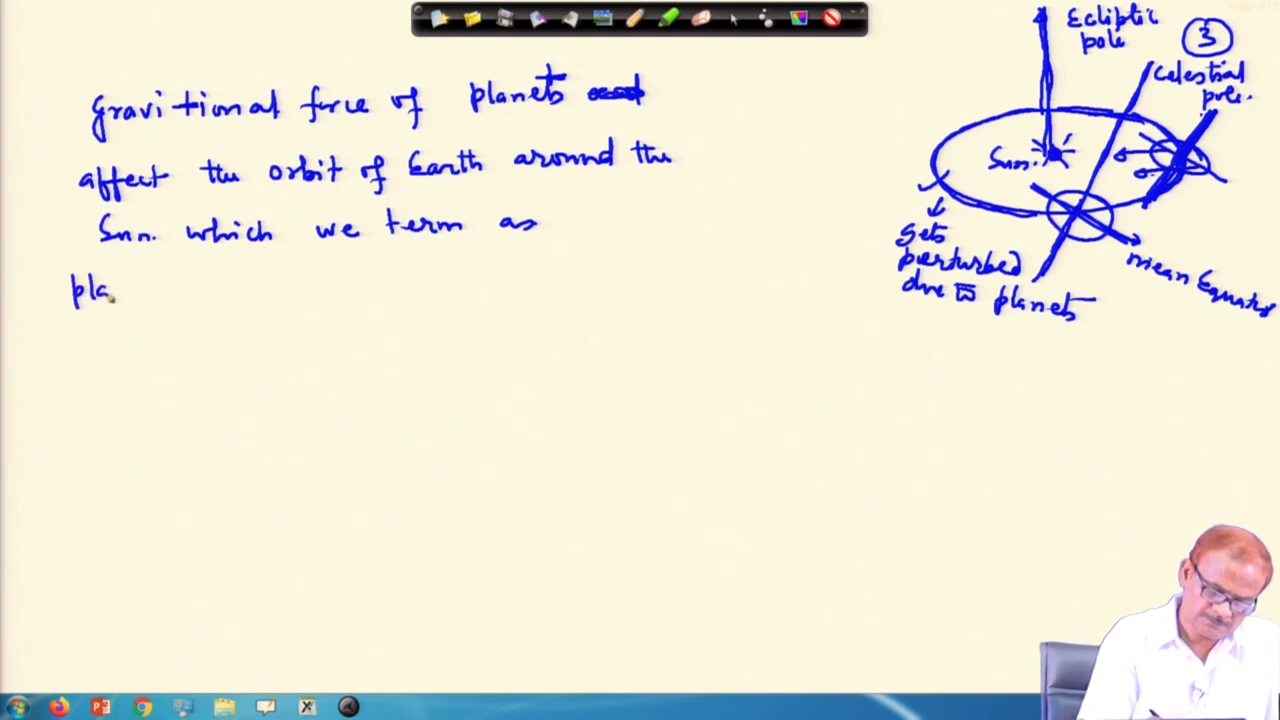 Gravitional force of planets
affect the orbit of Earth around the
Sun. which we term as
pla
Ecliptic
pole
3
Celestial
pole.
Sun.
Gets
perturbed
due to planets
mean Equator